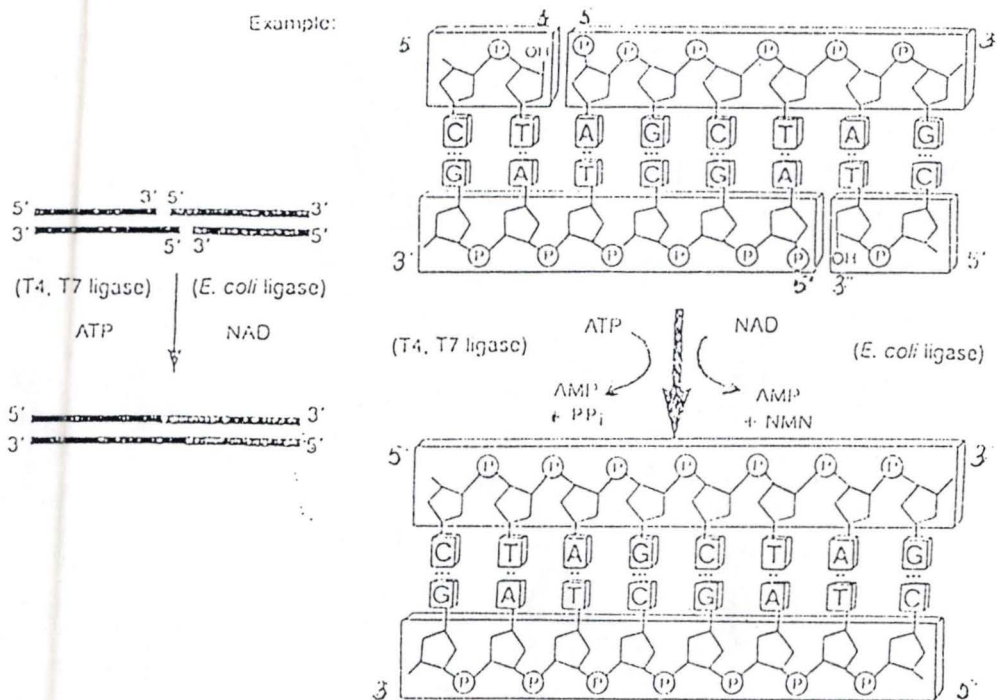 Example:
5 5
5 3
P OH P P P P P P
C T A G C T A G
G A T C G A T C
3' P P P P P P OH P 5'
5' 3'
3' 5'
5' 3'
3' 5'
5' 3'
(T4, T7 ligase) (E. coli ligase)
ATP NAD
5' 3'
3' 5'
ATP NAD
(T4, T7 ligase) (E. coli ligase)
AMP AMP
+ PPi + NMN
5' 3'
P P P P P P P
C T A G C T A G
G A T C G A T C
P P P P P P P
3 5'